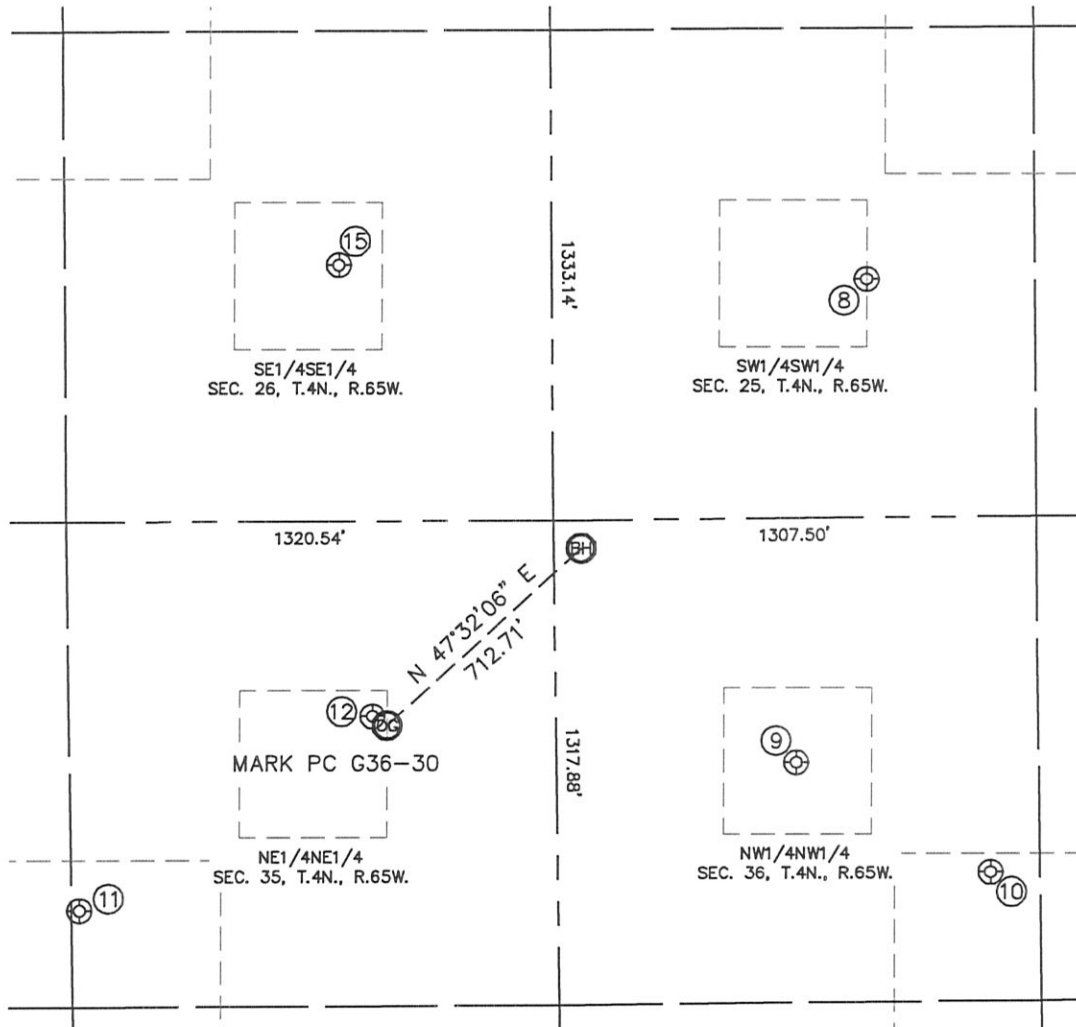 15
8
1333.14'
SE1/4SE1/4
SEC. 26, T.4N., R.65W.
SW1/4SW1/4
SEC. 25, T.4N., R.65W.
1320.54'
1307.50'
BH
N 47°32'06" E
712.71'
12
DG
MARK PC G36-30
9
1317.88'
NE1/4NE1/4
SEC. 35, T.4N., R.65W.
NW1/4NW1/4
SEC. 36, T.4N., R.65W.
11
10